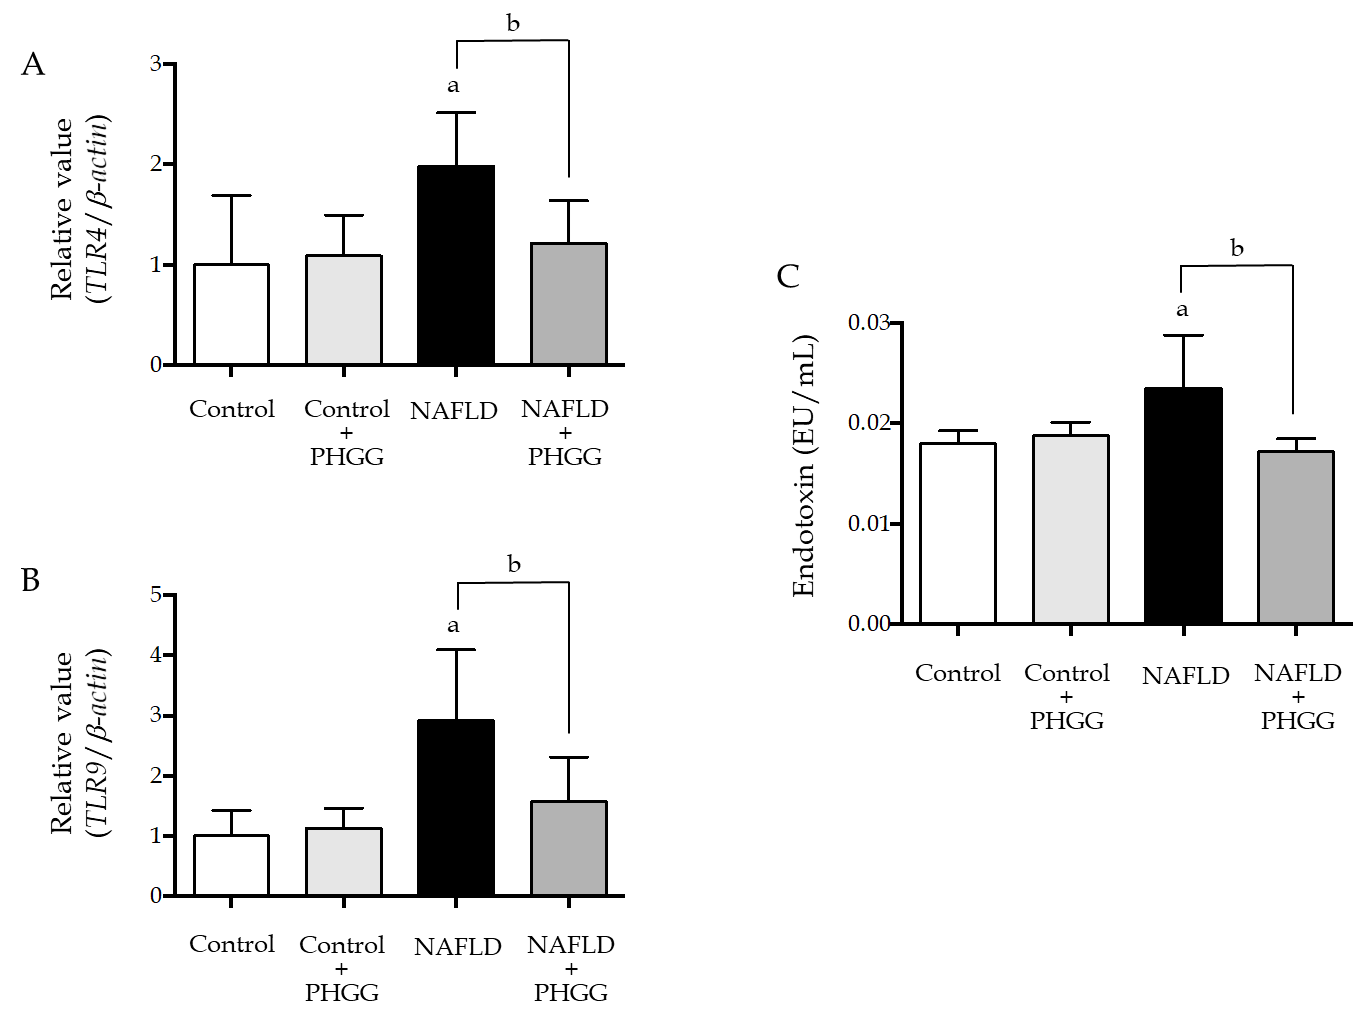 A
b
a
3
2
1
0
Relative value
(TLR4/β-actin)
Control
Control
+
PHGG
NAFLD
NAFLD
+
PHGG
B
b
a
5
4
3
2
1
0
Relative value
(TLR9/β-actin)
Control
Control
+
PHGG
NAFLD
NAFLD
+
PHGG
C
b
a
0.03
0.02
0.01
0.00
Endotoxin (EU/mL)
Control
Control
+
PHGG
NAFLD
NAFLD
+
PHGG